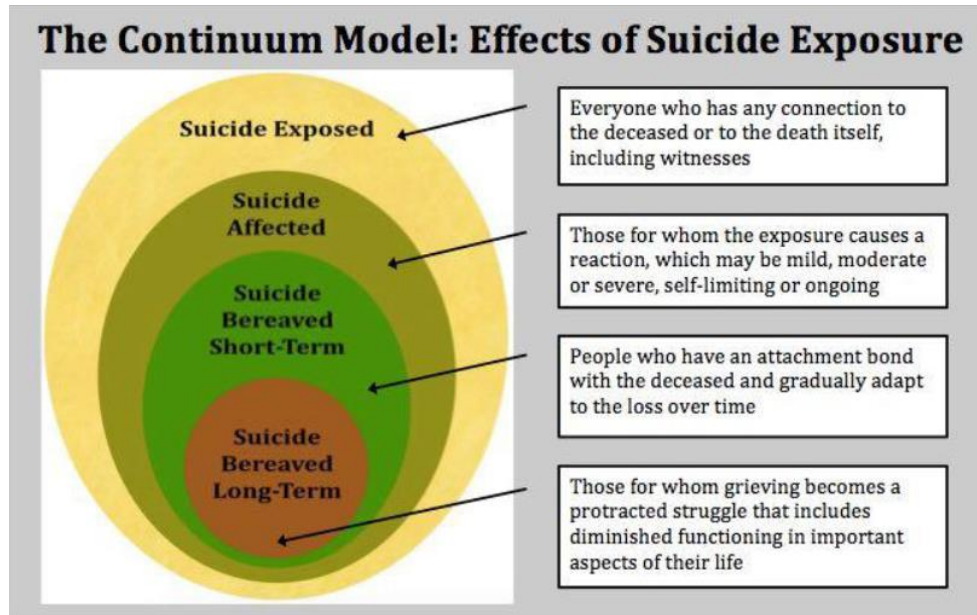 The Continuum Model: Effects of Suicide Exposure
Suicide Exposed
Everyone who has any connection to
the deceased or to the death itself,
including witnesses
Suicide
Affected
Those for whom the exposure causes a
reaction, which may be mild, moderate
or severe, self-limiting or ongoing
Suicide
Bereaved
Short-Term
People who have an attachment bond
with the deceased and gradually adapt
to the loss over time
Suicide
Bereaved
Long-Term
Those for whom grieving becomes a
protracted struggle that includes
diminished functioning in important
aspects of their life